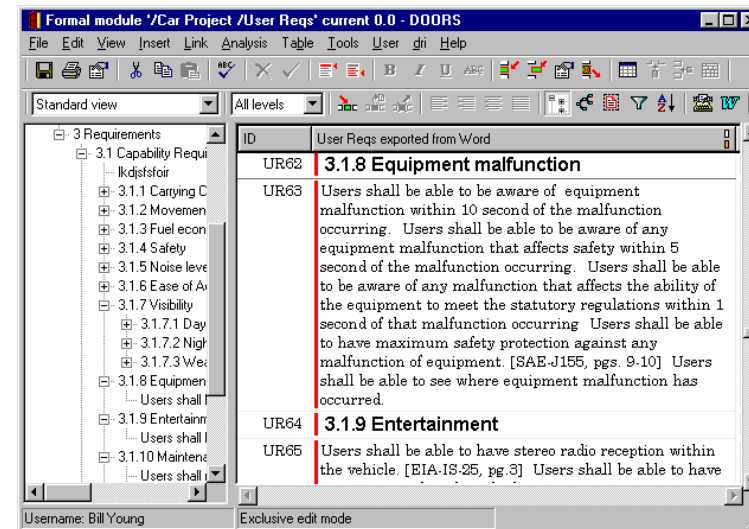 Formal module '/Car Project /User Reqs' current 0.0 - DOORS
File Edit View Insert Link Analysis Table Tools User dri Help
B I U ABC
Standard view All levels W
3 Requirements
3.1 Capability Requi
lkdjsfsfoir
3.1.1 Carrying C
3.1.2 Movemen
3.1.3 Fuel econ
3.1.4 Safety
3.1.5 Noise leve
3.1.6 Ease of A
3.1.7 Visibility
3.1.7.1 Day
3.1.7.2 Nigh
3.1.7.3 Wea
3.1.8 Equipmen
Users shall
3.1.9 Entertainm
Users shall
3.1.10 Maintena
Users shall
ID User Reqs exported from Word
UR62 3.1.8 Equipment malfunction
UR63 Users shall be able to be aware of equipment
malfunction within 10 second of the malfunction
occurring. Users shall be able to be aware of any
equipment malfunction that affects safety within 5
second of the malfunction occurring. Users shall be able
to be aware of any malfunction that affects the ability of
the equipment to meet the statutory regulations within 1
second of that malfunction occurring Users shall be able
to have maximum safety protection against any
malfunction of equipment. [SAE-J155, pgs. 9-10] Users
shall be able to see where equipment malfunction has
occurred.
UR64 3.1.9 Entertainment
UR65 Users shall be able to have stereo radio reception within
the vehicle. [EIA-IS-25, pg.3] Users shall be able to have
Username: Bill Young Exclusive edit mode